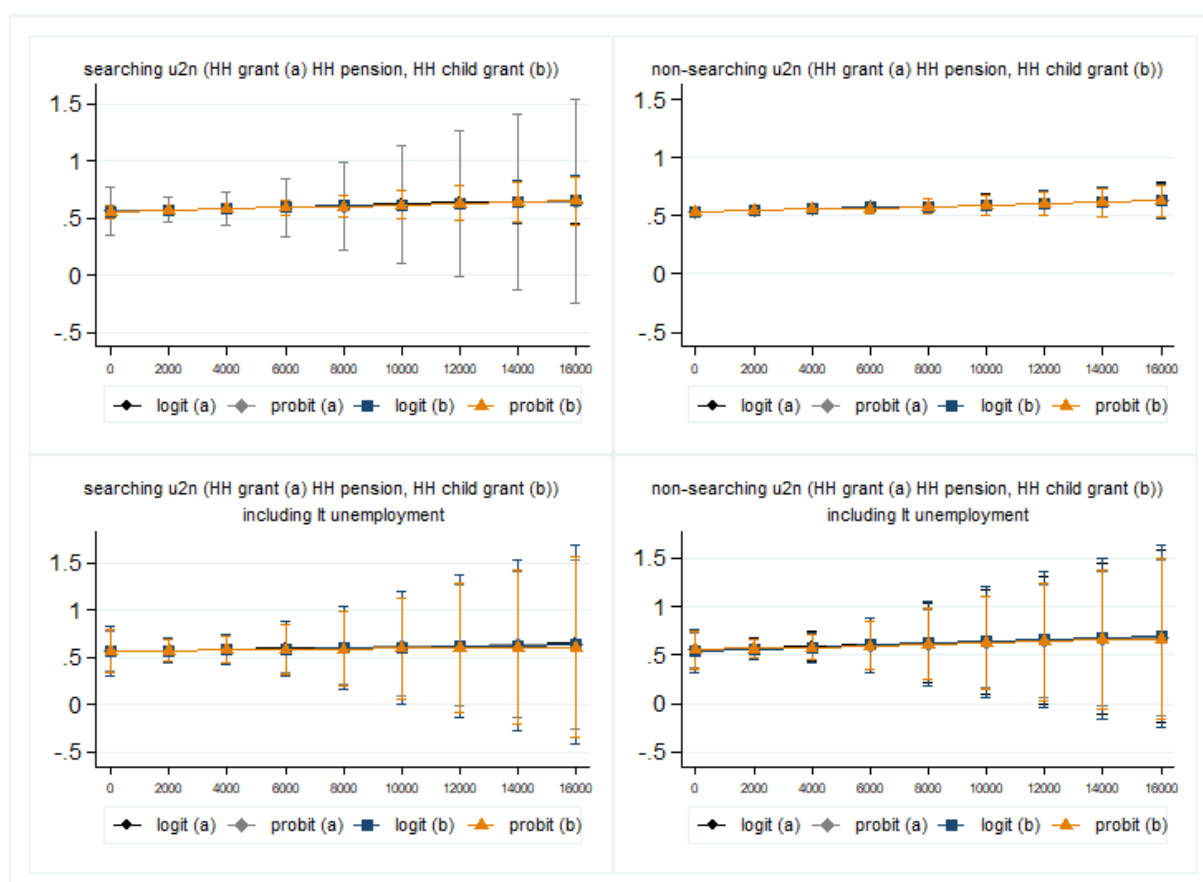 searching u2n (HH grant (a) HH pension, HH child grant (b))
1.5
1
.5
0
-.5
0 2000 4000 6000 8000 10000 12000 14000 16000
logit (a) probit (a) logit (b) probit (b)
non-searching u2n (HH grant (a) HH pension, HH child grant (b))
1.5
1
.5
0
-.5
0 2000 4000 6000 8000 10000 12000 14000 16000
logit (a) probit (a) logit (b) probit (b)
searching u2n (HH grant (a) HH pension, HH child grant (b))
including lt unemployment
1.5
1
.5
0
-.5
0 2000 4000 6000 8000 10000 12000 14000 16000
logit (a) probit (a) logit (b) probit (b)
non-searching u2n (HH grant (a) HH pension, HH child grant (b))
including lt unemployment
1.5
1
.5
0
-.5
0 2000 4000 6000 8000 10000 12000 14000 16000
logit (a) probit (a) logit (b) probit (b)